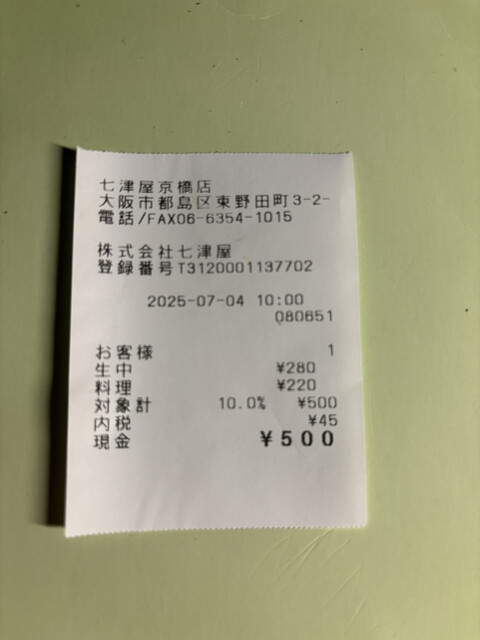 七津屋京橋店
大阪市都島区東野田町3-2-
電話/FAX06-6354-1015
株式会社七津屋
登録番号T3120001137702
2025-07-04 10:00
080651
お客様 1
生中 ¥280
料理 ¥220
対象計 10.0% ¥500
内税 ¥45
現金 ¥500